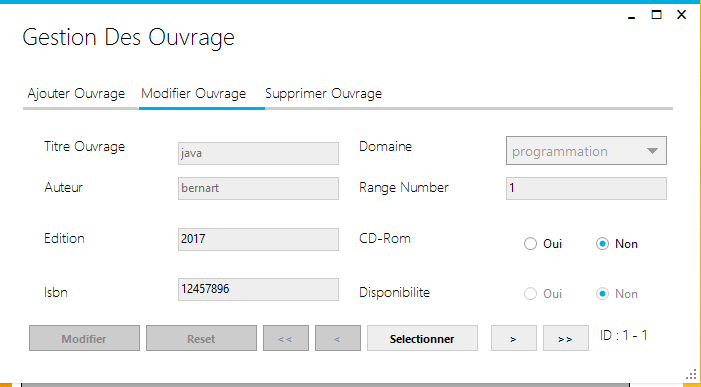 Gestion Des Ouvrage
Ajouter Ouvrage Modifier Ouvrage Supprimer Ouvrage
Titre Ouvrage java Domaine programmation
Auteur bernart Range Number 1
Edition 2017 CD-Rom Oui Non
Isbn 12457896 Disponibilite Oui Non
Modifier Reset << < Selectionner > >> ID : 1 - 1